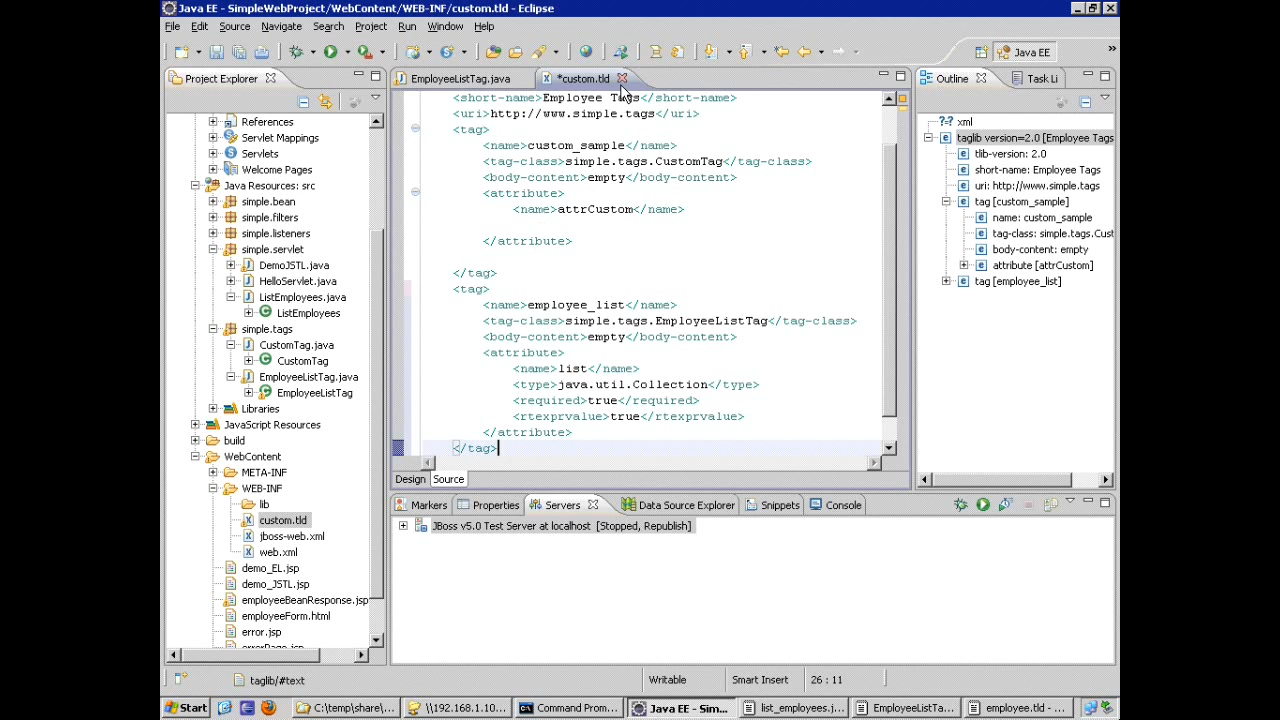 Java EE - SimpleWebProject/WebContent/WEB-INF/custom.tld - Eclipse
File Edit Source Navigate Search Project Run Window Help
Java EE
Project Explorer
EmployeeListTag.java
*custom.tld
Outline
Task Li
References
Servlet Mappings
Servlets
Welcome Pages
Java Resources: src
simple.bean
simple.filters
simple.listeners
simple.servlet
DemoJSTL.java
HelloServlet.java
ListEmployees.java
ListEmployees
simple.tags
CustomTag.java
CustomTag
EmployeeListTag.java
EmployeeListTag
Libraries
JavaScript Resources
build
WebContent
META-INF
WEB-INF
lib
custom.tld
jboss-web.xml
web.xml
demo_EL.jsp
demo_JSTL.jsp
employeeBeanResponse.jsp
employeeForm.html
error.jsp
errorPage.jsp
<short-name>Employee Tags</short-name>
<uri>http://www.simple.tags</uri>
<tag>
<name>custom_sample</name>
<tag-class>simple.tags.CustomTag</tag-class>
<body-content>empty</body-content>
<attribute>
<name>attrCustom</name>
</attribute>
</tag>
<tag>
<name>employee_list</name>
<tag-class>simple.tags.EmployeeListTag</tag-class>
<body-content>empty</body-content>
<attribute>
<name>list</name>
<type>java.util.Collection</type>
<required>true</required>
<rtexprvalue>true</rtexprvalue>
</attribute>
</tag>
Design Source
xml
taglib version=2.0 [Employee Tags
tlib-version: 2.0
short-name: Employee Tags
uri: http://www.simple.tags
tag [custom_sample]
name: custom_sample
tag-class: simple.tags.Cust
body-content: empty
attribute [attrCustom]
tag [employee_list]
Markers Properties Servers Data Source Explorer Snippets Console
JBoss v5.0 Test Server at localhost [Stopped, Republish]
taglib/#text
Writable
Smart Insert
26 : 11
Start
C:\temp\share\...
\\192.168.1.10...
Command Prom...
Java EE - Sim...
list_employees.j...
EmployeeListTa...
employee.tld - ...